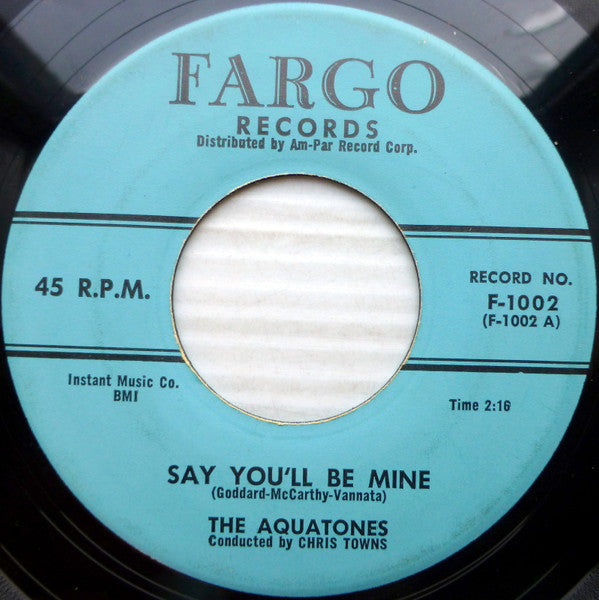 FARGO
RECORDS
Distributed by Am-Par Record Corp.
45 R.P.M.
RECORD NO.
F-1002
(F-1002 A)
Instant Music Co.
BMI
Time 2:16
SAY YOU'LL BE MINE
(Goddard-McCarthy-Vannata)
THE AQUATONES
Conducted by CHRIS TOWNS